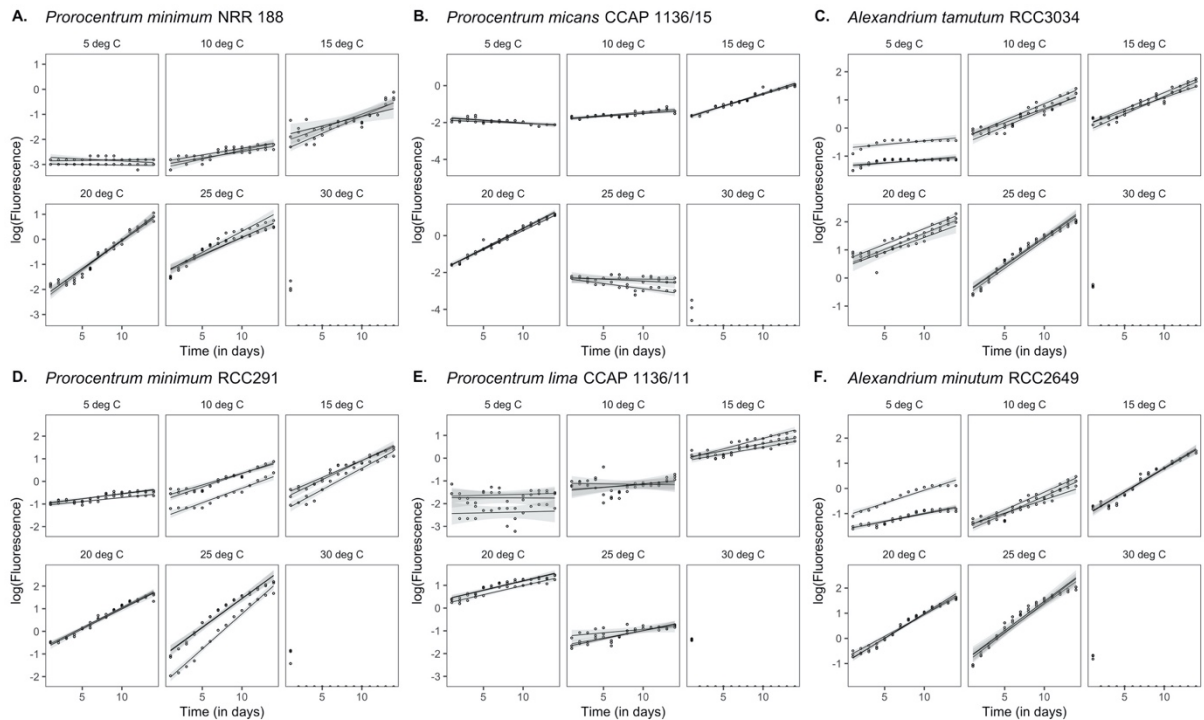 A. Prorocentrum minimum NRR 188
5 deg C 10 deg C 15 deg C
1
0
-1
-2
-3
20 deg C 25 deg C 30 deg C
1
0
-1
-2
-3
5 10 5 10 5 10
log(Fluorescence)
Time (in days)
B. Prorocentrum micans CCAP 1136/15
5 deg C 10 deg C 15 deg C
0
-2
-4
20 deg C 25 deg C 30 deg C
0
-2
-4
5 10 5 10 5 10
log(Fluorescence)
Time (in days)
C. Alexandrium tamutum RCC3034
5 deg C 10 deg C 15 deg C
2
1
0
-1
20 deg C 25 deg C 30 deg C
2
1
0
-1
5 10 5 10 5 10
log(Fluorescence)
Time (in days)
D. Prorocentrum minimum RCC291
5 deg C 10 deg C 15 deg C
2
1
0
-1
-2
20 deg C 25 deg C 30 deg C
2
1
0
-1
-2
5 10 5 10 5 10
log(Fluorescence)
Time (in days)
E. Prorocentrum lima CCAP 1136/11
5 deg C 10 deg C 15 deg C
1
0
-1
-2
-3
20 deg C 25 deg C 30 deg C
1
0
-1
-2
-3
5 10 5 10 5 10
log(Fluorescence)
Time (in days)
F. Alexandrium minutum RCC2649
5 deg C 10 deg C 15 deg C
2
1
0
-1
20 deg C 25 deg C 30 deg C
2
1
0
-1
5 10 5 10 5 10
log(Fluorescence)
Time (in days)